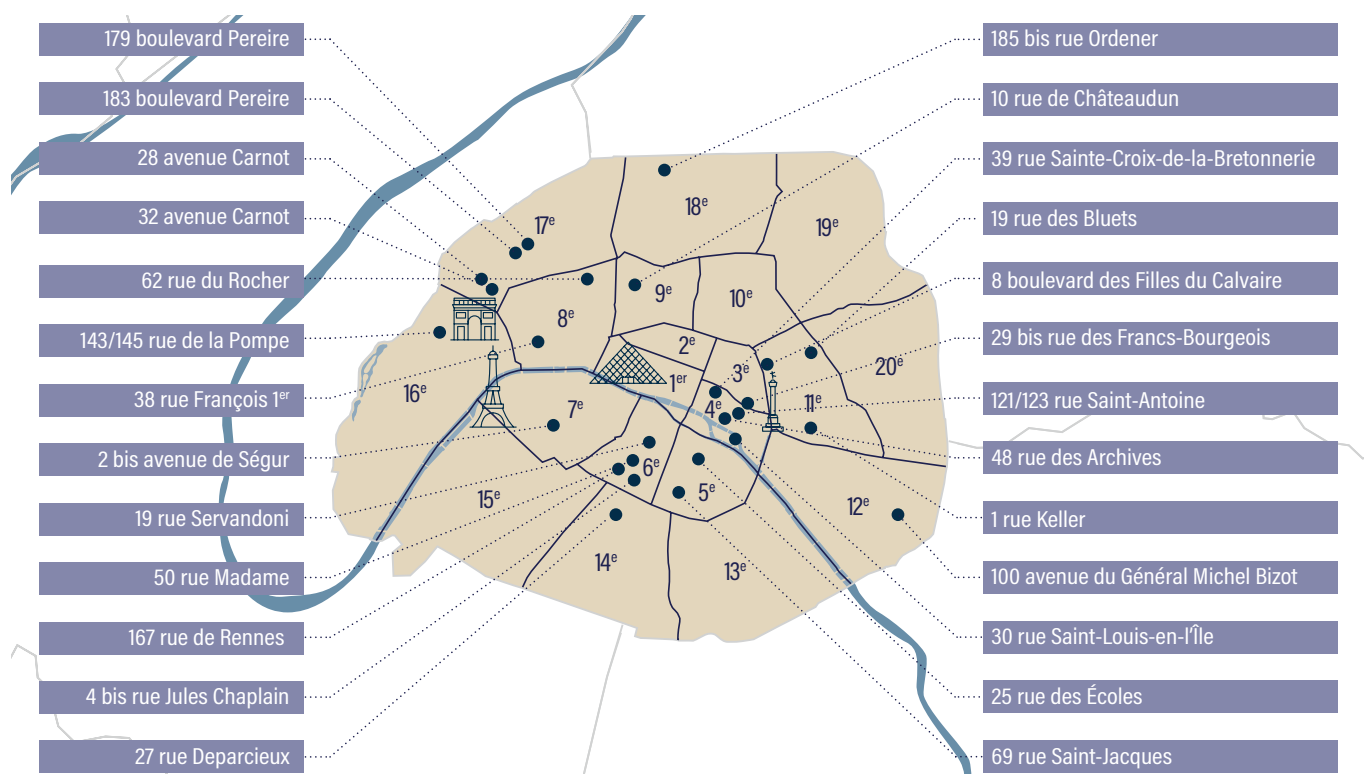 179 boulevard Pereire
183 boulevard Pereire
28 avenue Carnot
32 avenue Carnot
62 rue du Rocher
143/145 rue de la Pompe
38 rue François 1er
2 bis avenue de Ségur
19 rue Servandoni
50 rue Madame
167 rue de Rennes
4 bis rue Jules Chaplain
27 rue Deparcieux
17e
18e
19e
8e
9e
10e
2e
1er
3e
20e
16e
7e
4e
11e
6e
5e
15e
12e
14e
13e
185 bis rue Ordener
10 rue de Châteaudun
39 rue Sainte-Croix-de-la-Bretonnerie
19 rue des Bluets
8 boulevard des Filles du Calvaire
29 bis rue des Francs-Bourgeois
121/123 rue Saint-Antoine
48 rue des Archives
1 rue Keller
100 avenue du Général Michel Bizot
30 rue Saint-Louis-en-l'Île
25 rue des Écoles
69 rue Saint-Jacques